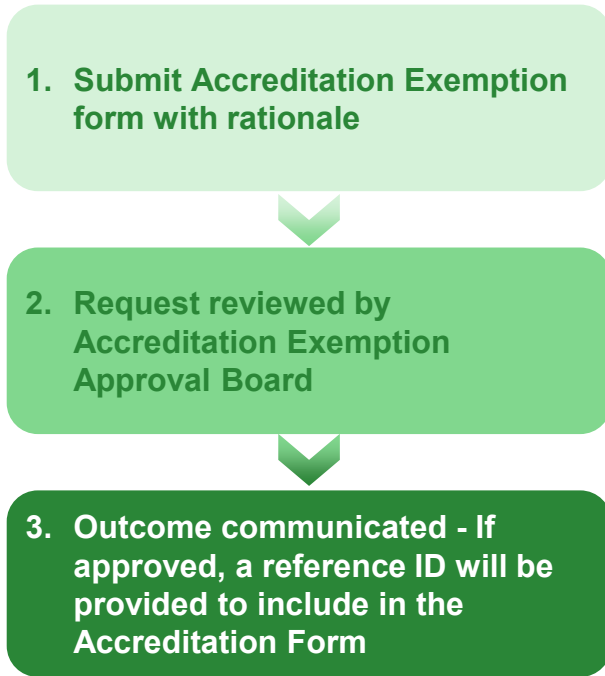 1. Submit Accreditation Exemption
form with rationale
2. Request reviewed by
Accreditation Exemption
Approval Board
3. Outcome communicated - If
approved, a reference ID will be
provided to include in the
Accreditation Form